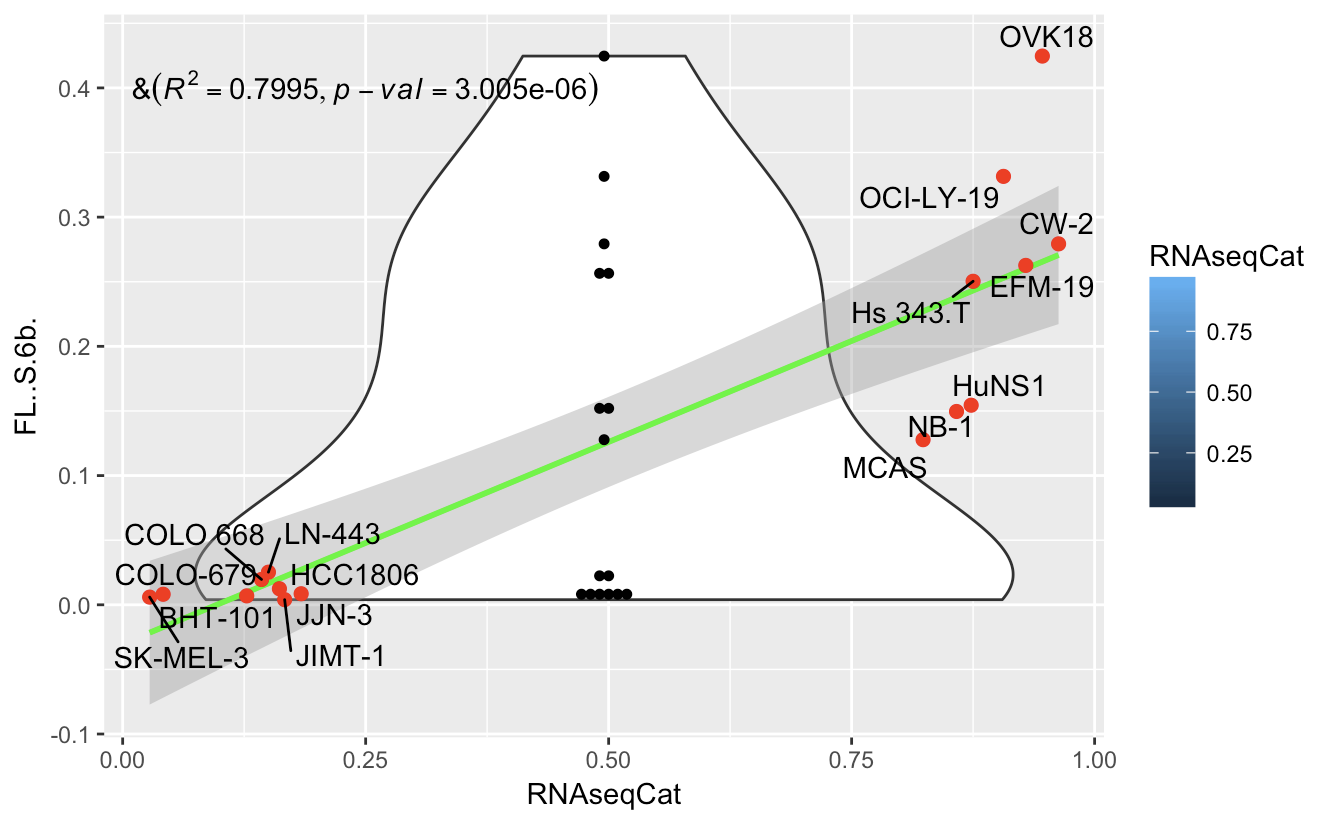 OVK18
0.4
&(R² = 0.7995, p − val = 3.005e-06)
OCI-LY-19
0.3
CW-2
RNAseqCat
EFM-19
Hs 343.T
0.75
0.2
FL..S.6b.
HuNS1
0.50
NB-1
0.25
MCAS
0.1
COLO 668
LN-443
COLO-679
HCC1806
0.0
BHT-101
JJN-3
SK-MEL-3
JIMT-1
-0.1
0.00 0.25 0.50 0.75 1.00
RNAseqCat